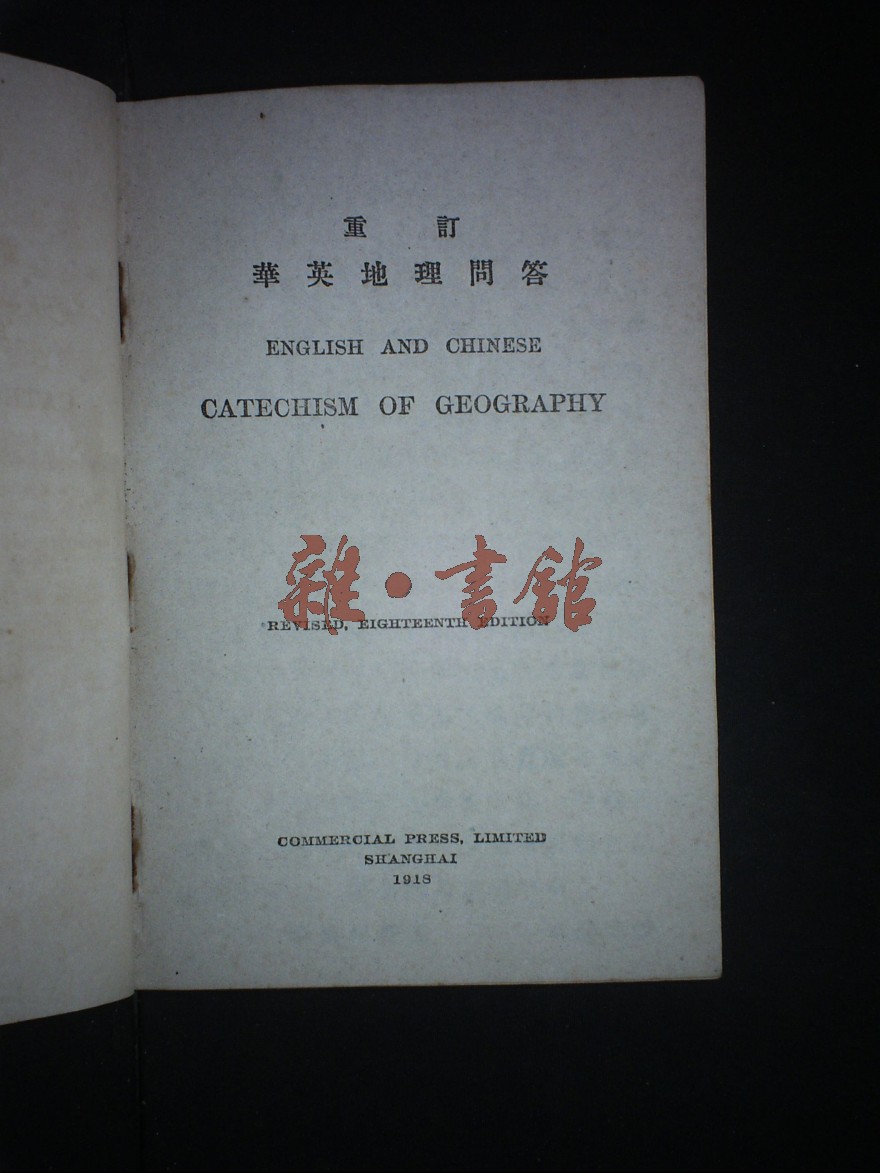 重訂
華英地理問答
ENGLISH AND CHINESE
CATECHISM OF GEOGRAPHY
雜·書館
REVISED, EIGHTEENTH EDITION
COMMERCIAL PRESS, LIMITED
SHANGHAI
1918